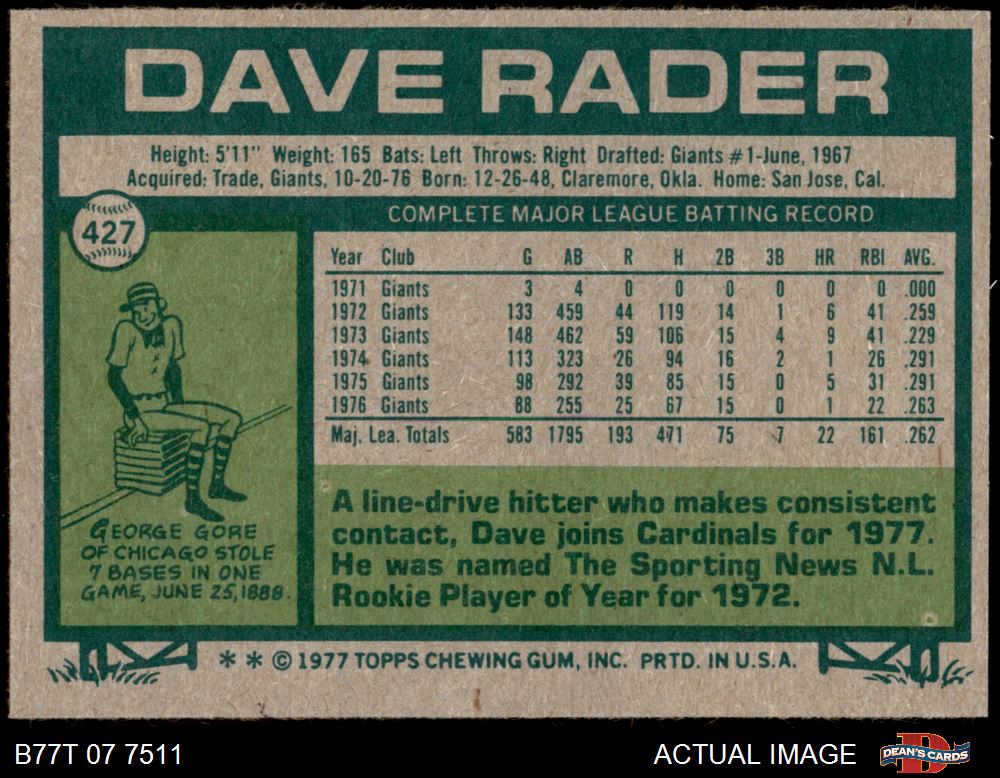 DAVE RADER
Height: 5'11" Weight: 165 Bats: Left Throws: Right Drafted: Giants #1-June, 1967
Acquired: Trade, Giants, 10-20-76 Born: 12-26-48, Claremore, Okla. Home: San Jose, Cal.
427
COMPLETE MAJOR LEAGUE BATTING RECORD
Year Club G AB R H 2B 3B HR RBI AVG.
1971 Giants 3 4 0 0 0 0 0 0 .000
1972 Giants 133 459 44 119 14 1 6 41 .259
1973 Giants 148 462 59 106 15 4 9 41 .229
1974 Giants 113 323 26 94 16 2 1 26 .291
1975 Giants 98 292 39 85 15 0 5 31 .291
1976 Giants 88 255 25 67 15 0 1 22 .263
Maj. Lea. Totals 583 1795 193 471 75 7 22 161 .262
GEORGE GORE
OF CHICAGO STOLE
7 BASES IN ONE
GAME, JUNE 25, 1888.
A line-drive hitter who makes consistent
contact, Dave joins Cardinals for 1977.
He was named The Sporting News N.L.
Rookie Player of Year for 1972.
* * © 1977 TOPPS CHEWING GUM, INC. PRTD. IN U.S.A.
B77T 07 7511
ACTUAL IMAGE
D
DEAN'S CARDS